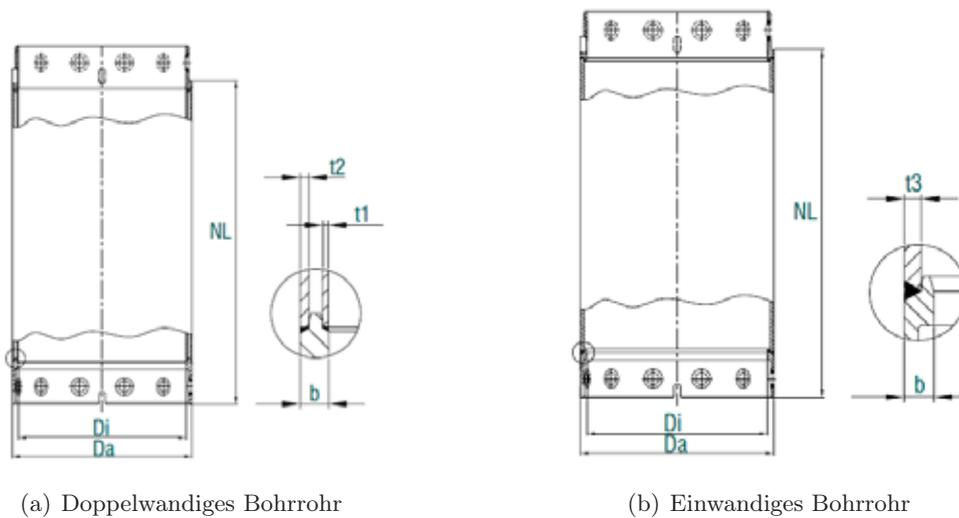 t2
t1
NL
b
Di
Da
t3
NL
b
Di
Da
(a) Doppelwandiges Bohrrohr
(b) Einwandiges Bohrrohr